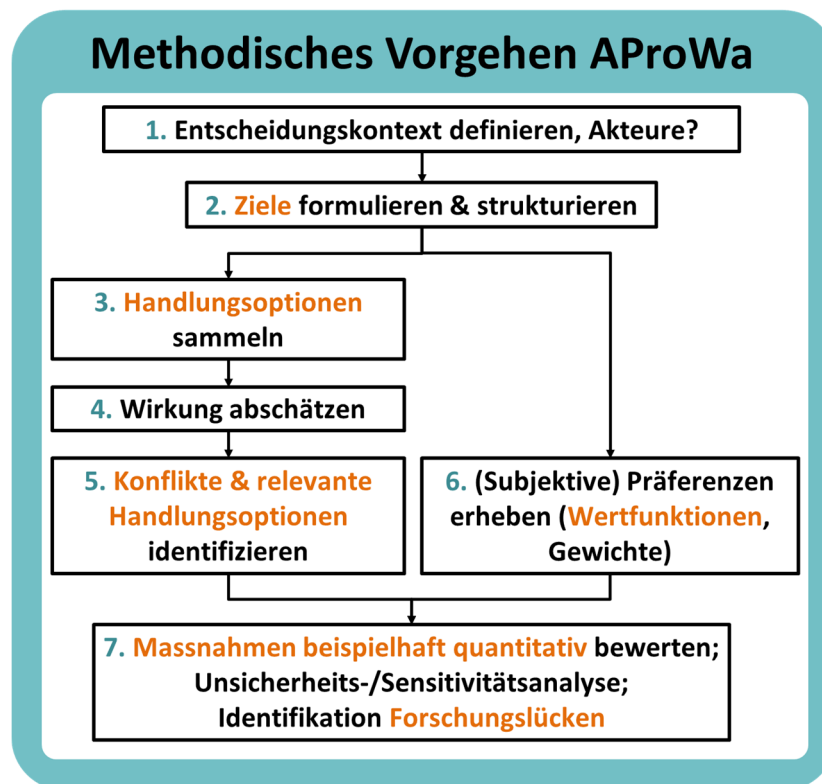 Methodisches Vorgehen AProWa
1. Entscheidungskontext definieren, Akteure?
2. Ziele formulieren & strukturieren
3. Handlungsoptionen
sammeln
4. Wirkung abschätzen
5. Konflikte & relevante
Handlungsoptionen
identifizieren
6. (Subjektive) Präferenzen
erheben (Wertfunktionen,
Gewichte)
7. Massnahmen beispielhaft quantitativ bewerten;
Unsicherheits-/Sensitivitätsanalyse;
Identifikation Forschungslücken